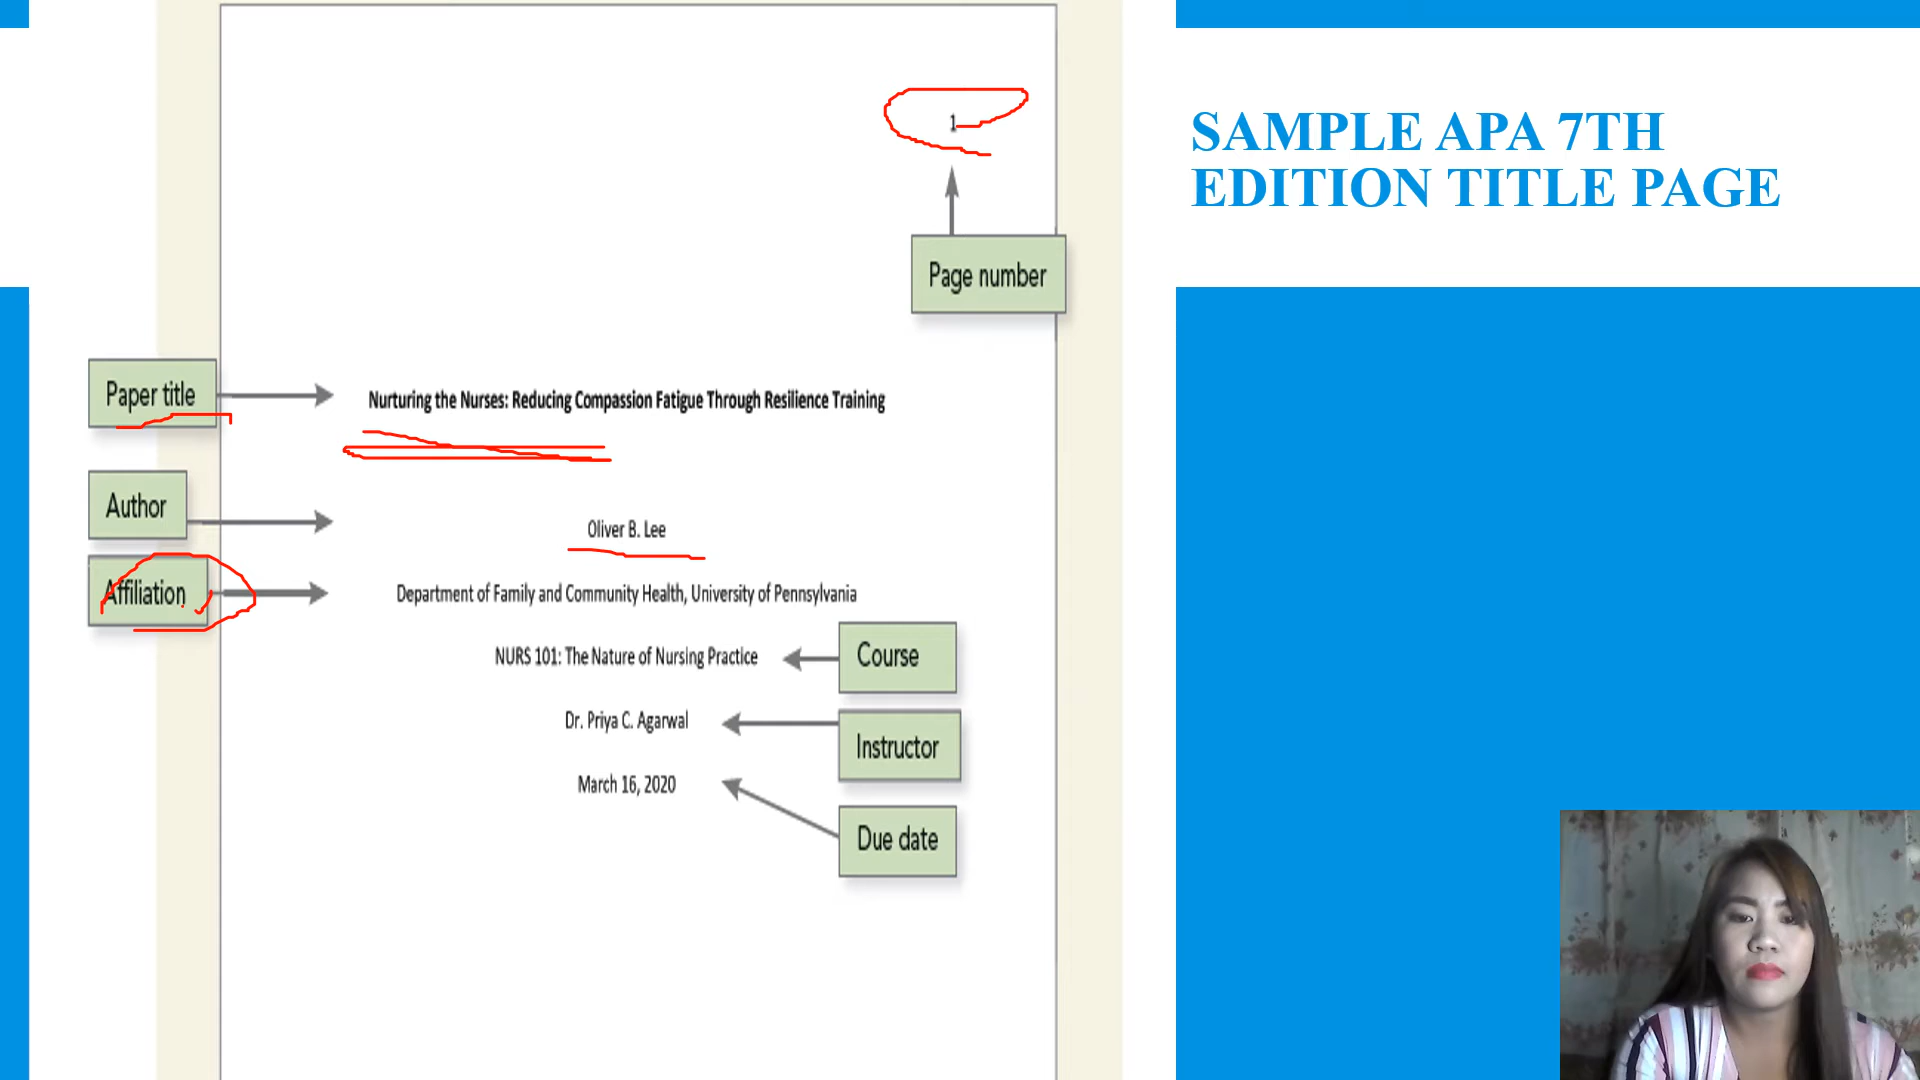 1
Page number
Paper title
Nurturing the Nurses: Reducing Compassion Fatigue Through Resilience Training
Author
Oliver B. Lee
Affiliation
Department of Family and Community Health, University of Pennsylvania
NURS 101: The Nature of Nursing Practice
Course
Dr. Priya C. Agarwal
Instructor
March 16, 2020
Due date
SAMPLE APA 7TH
EDITION TITLE PAGE